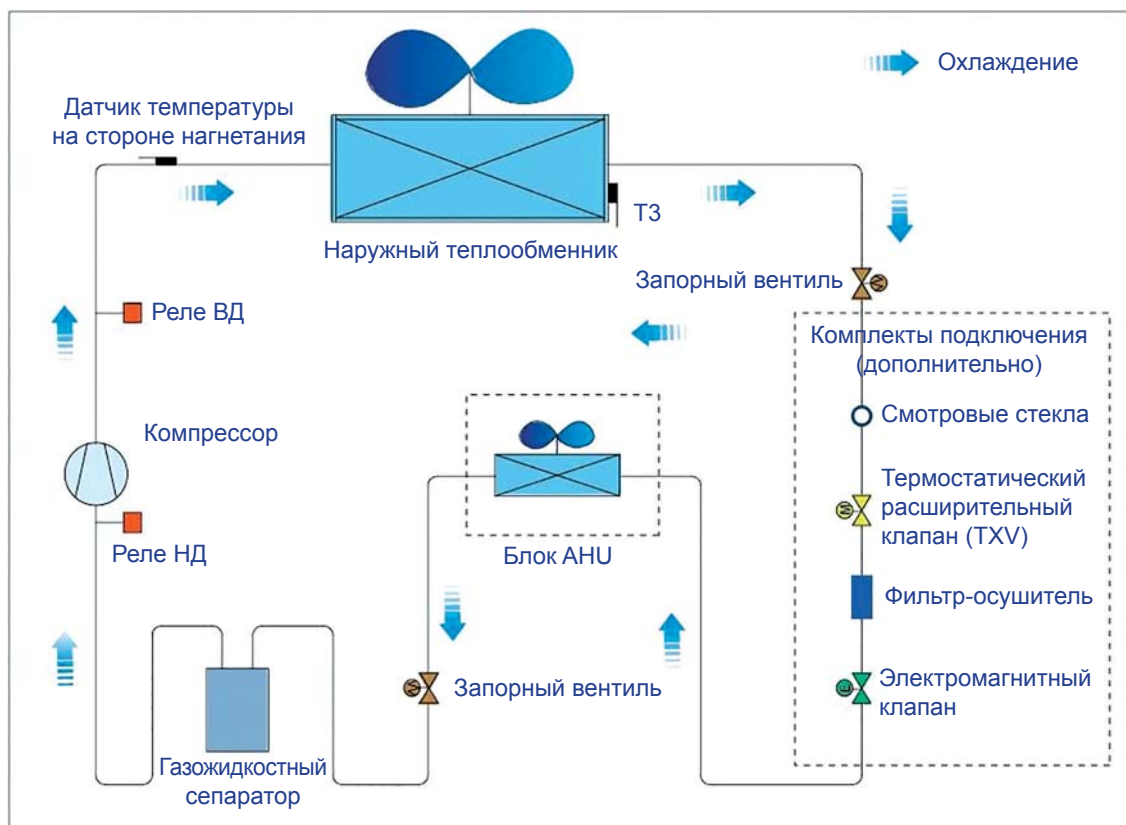 Охлаждение
Датчик температуры
на стороне нагнетания
Т3
Наружный теплообменник
Запорный вентиль
Реле ВД
Комплекты подключения
(дополнительно)
Смотровые стекла
Компрессор
Термостатический
расширительный
клапан (TXV)
М
Реле НД
Блок AHU
Фильтр-осушитель
Запорный вентиль
Электромагнитный
клапан
E
Газожидкостный
сепаратор